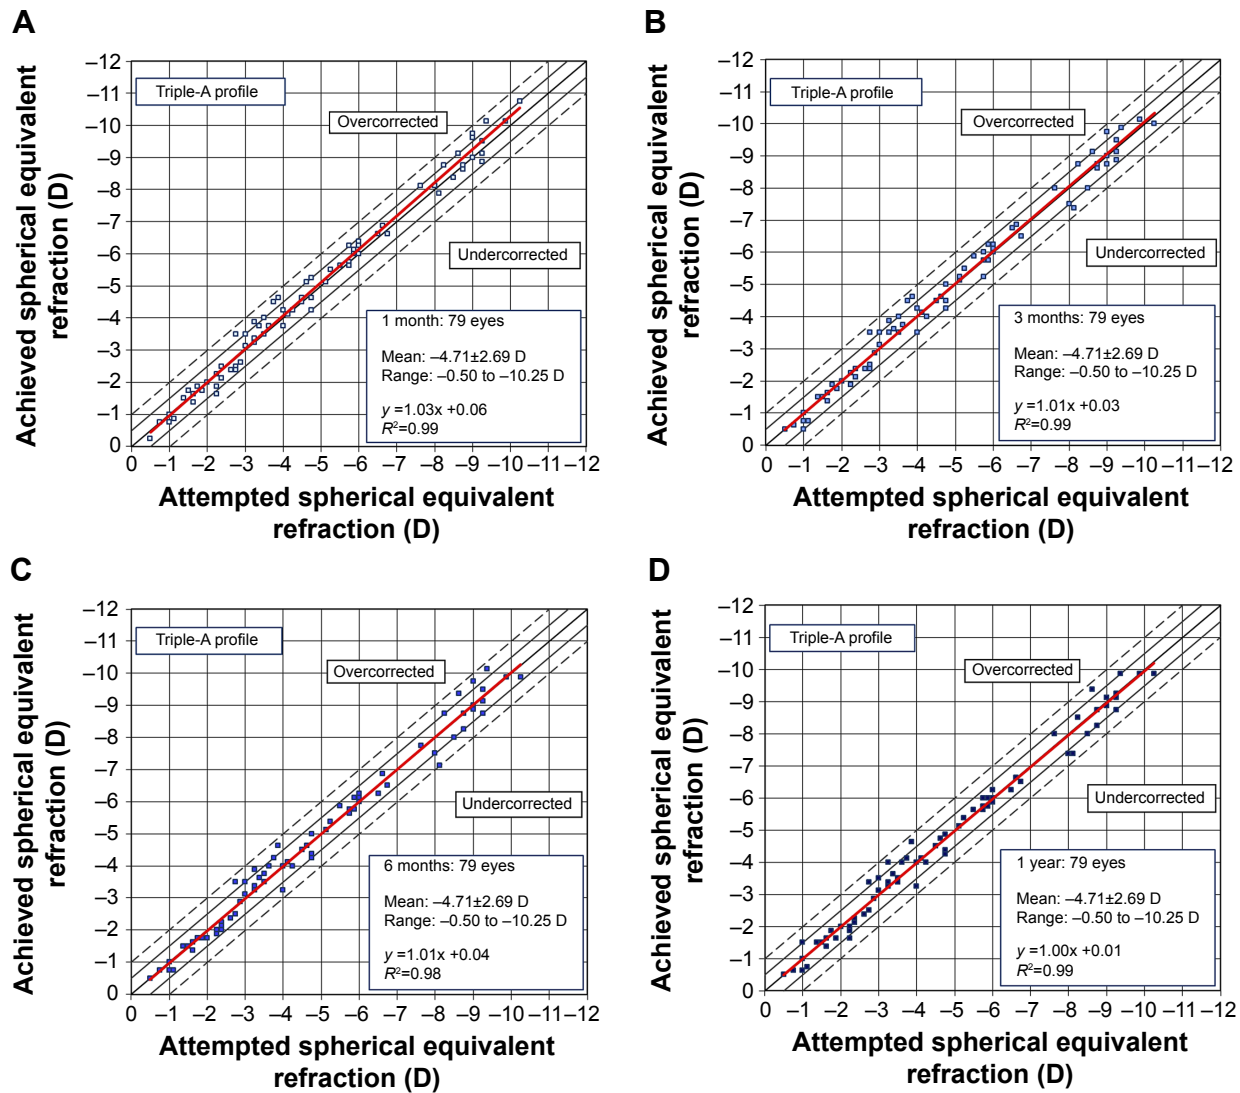 A
Achieved spherical equivalent
refraction (D)
–12
–11
–10
–9
–8
–7
–6
–5
–4
–3
–2
–1
0
Triple-A profile
Overcorrected
Undercorrected
1 month: 79 eyes
Mean: –4.71±2.69 D
Range: –0.50 to –10.25 D
y =1.03x +0.06
R²=0.99
0 –1 –2 –3 –4 –5 –6 –7 –8 –9 –10 –11 –12
Attempted spherical equivalent
refraction (D)
B
Achieved spherical equivalent
refraction (D)
–12
–11
–10
–9
–8
–7
–6
–5
–4
–3
–2
–1
0
Triple-A profile
Overcorrected
Undercorrected
3 months: 79 eyes
Mean: –4.71±2.69 D
Range: –0.50 to –10.25 D
y =1.01x +0.03
R²=0.99
0 –1 –2 –3 –4 –5 –6 –7 –8 –9 –10 –11 –12
Attempted spherical equivalent
refraction (D)
C
Achieved spherical equivalent
refraction (D)
–12
–11
–10
–9
–8
–7
–6
–5
–4
–3
–2
–1
0
Triple-A profile
Overcorrected
Undercorrected
6 months: 79 eyes
Mean: –4.71±2.69 D
Range: –0.50 to –10.25 D
y =1.01x +0.04
R²=0.98
0 –1 –2 –3 –4 –5 –6 –7 –8 –9 –10 –11 –12
Attempted spherical equivalent
refraction (D)
D
Achieved spherical equivalent
refraction (D)
–12
–11
–10
–9
–8
–7
–6
–5
–4
–3
–2
–1
0
Triple-A profile
Overcorrected
Undercorrected
1 year: 79 eyes
Mean: –4.71±2.69 D
Range: –0.50 to –10.25 D
y =1.00x +0.01
R²=0.99
0 –1 –2 –3 –4 –5 –6 –7 –8 –9 –10 –11 –12
Attempted spherical equivalent
refraction (D)